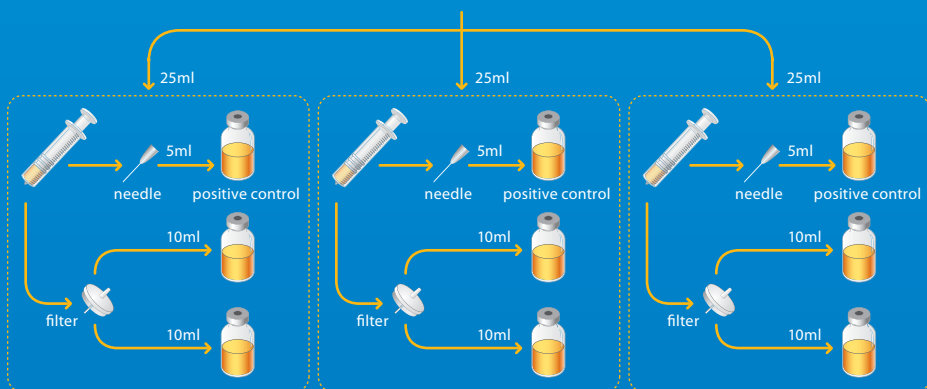 25ml
25ml
25ml
5ml
needle
positive control
10ml
filter
10ml
5ml
needle
positive control
10ml
filter
10ml
5ml
needle
positive control
10ml
filter
10ml